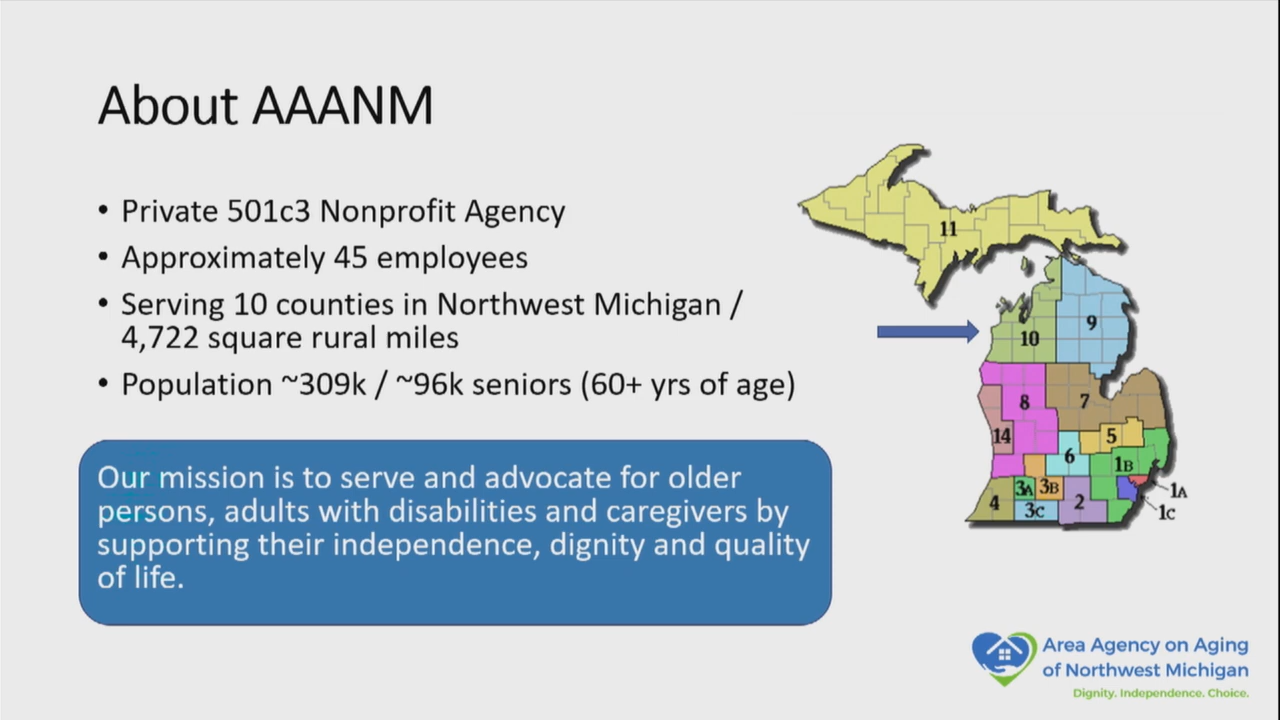 About AAANM
• Private 501c3 Nonprofit Agency
• Approximately 45 employees
• Serving 10 counties in Northwest Michigan /
4,722 square rural miles
• Population ~309k / ~96k seniors (60+ yrs of age)
Our mission is to serve and advocate for older
persons, adults with disabilities and caregivers by
supporting their independence, dignity and quality
of life.
11
9
10
8
7
14
5
6
1B
3A
3B
1A
4
3C
2
1C
Area Agency on Aging
of Northwest Michigan
Dignity. Independence. Choice.